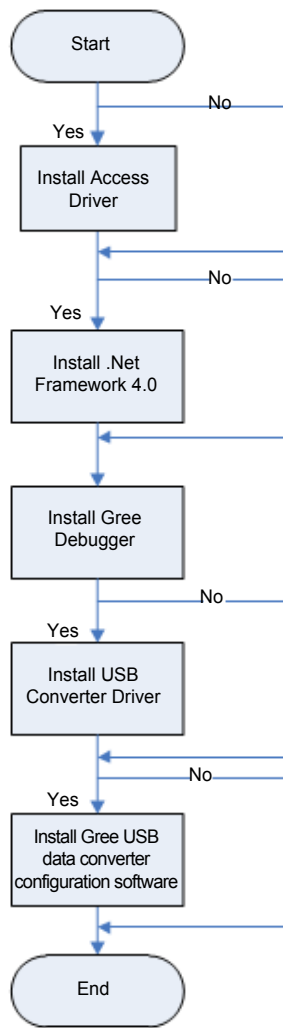 Start
No
Yes
Install Access
Driver
No
Yes
Install .Net
Framework 4.0
Install Gree
Debugger
No
Yes
Install USB
Converter Driver
No
Yes
Install Gree USB
data converter
configuration software
End